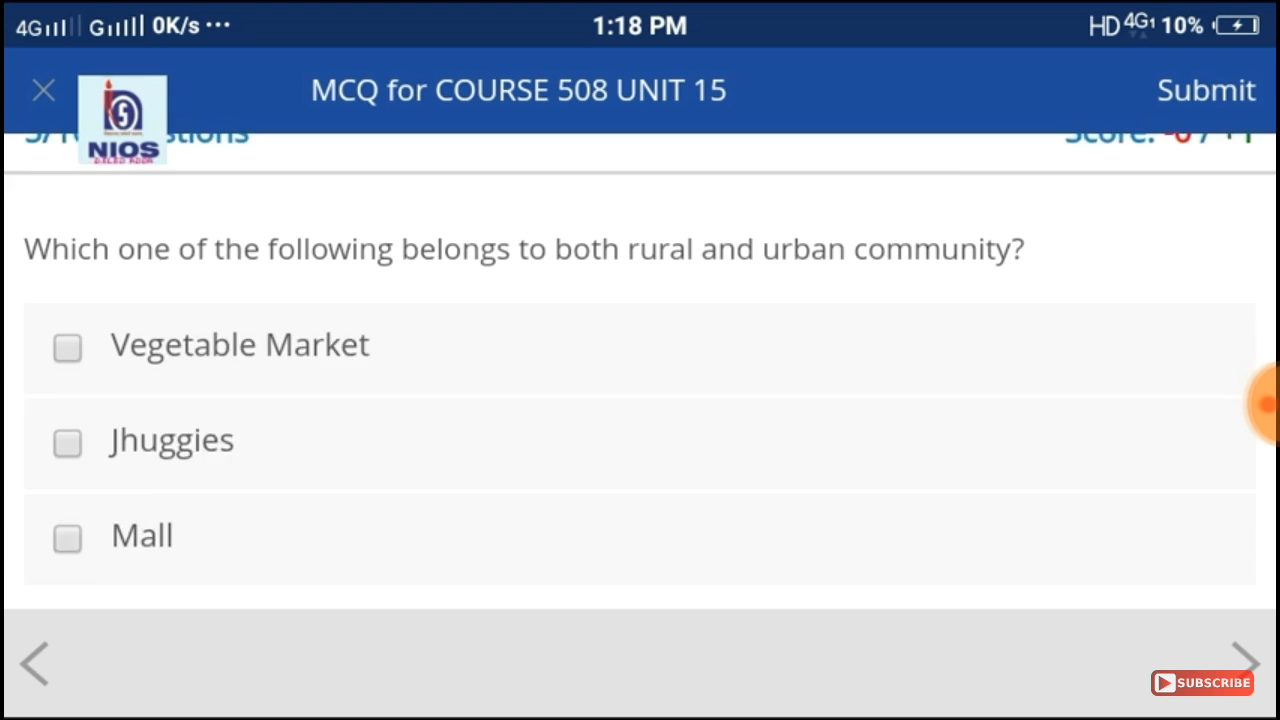 4G G 0K/s ··· 1:18 PM HD 4G 10%
MCQ for COURSE 508 UNIT 15 Submit
NIOS
Score:
Which one of the following belongs to both rural and urban community?
Vegetable Market
Jhuggies
Mall
SUBSCRIBE